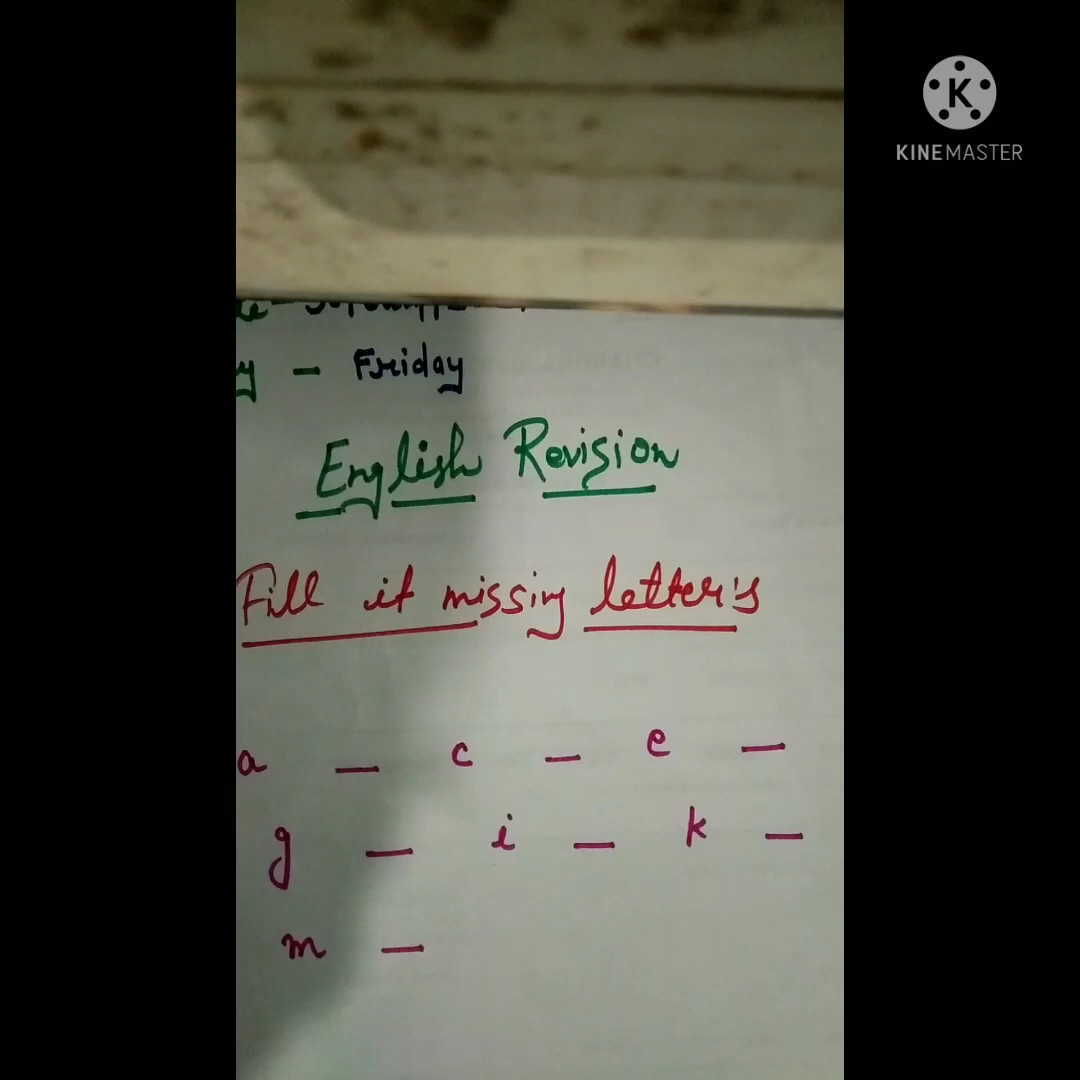 K
KINEMASTER
– Friday
English Revision
Fill it missing letter's
a _ c _ e _
g _ i _ k _
m _